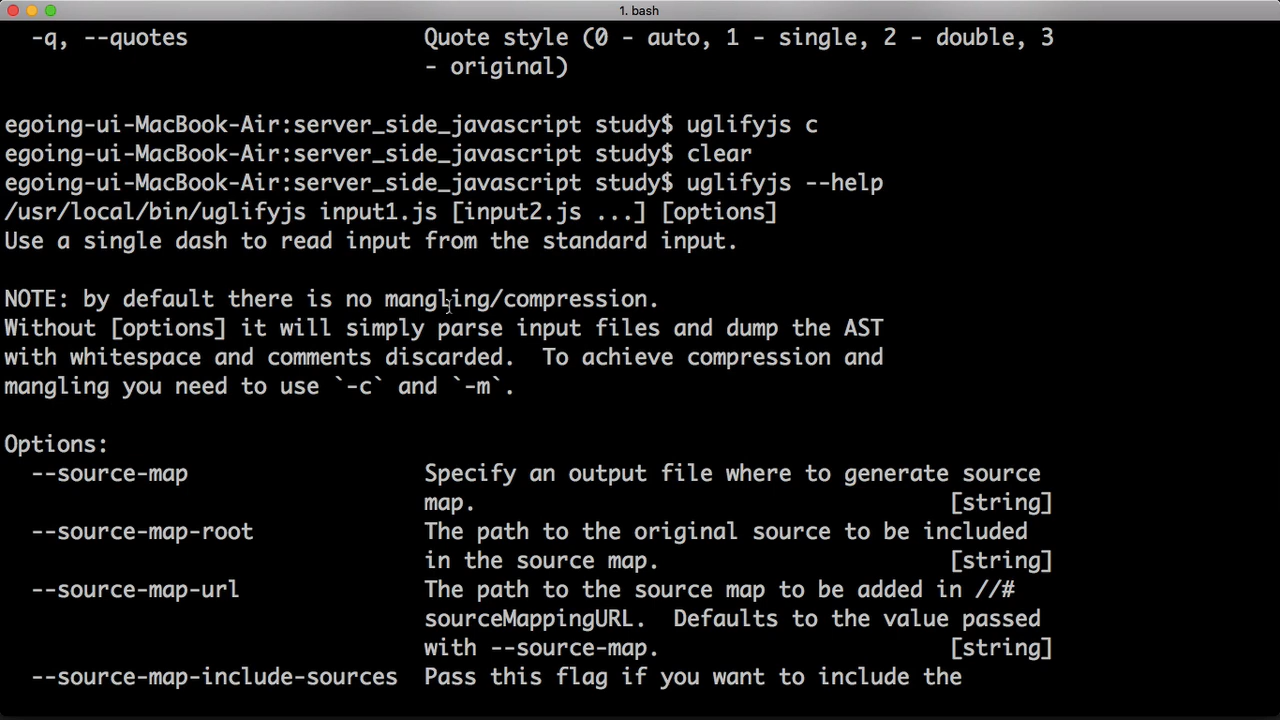 1. bash
-q, --quotes Quote style (0 - auto, 1 - single, 2 - double, 3
- original)
egoing-ui-MacBook-Air:server_side_javascript study$ uglifyjs c
egoing-ui-MacBook-Air:server_side_javascript study$ clear
egoing-ui-MacBook-Air:server_side_javascript study$ uglifyjs --help
/usr/local/bin/uglifyjs input1.js [input2.js ...] [options]
Use a single dash to read input from the standard input.
NOTE: by default there is no mangling/compression.
Without [options] it will simply parse input files and dump the AST
with whitespace and comments discarded.  To achieve compression and
mangling you need to use `-c` and `-m`.
Options:
--source-map Specify an output file where to generate source
map. [string]
--source-map-root The path to the original source to be included
in the source map. [string]
--source-map-url The path to the source map to be added in //#
sourceMappingURL.  Defaults to the value passed
with --source-map. [string]
--source-map-include-sources Pass this flag if you want to include the